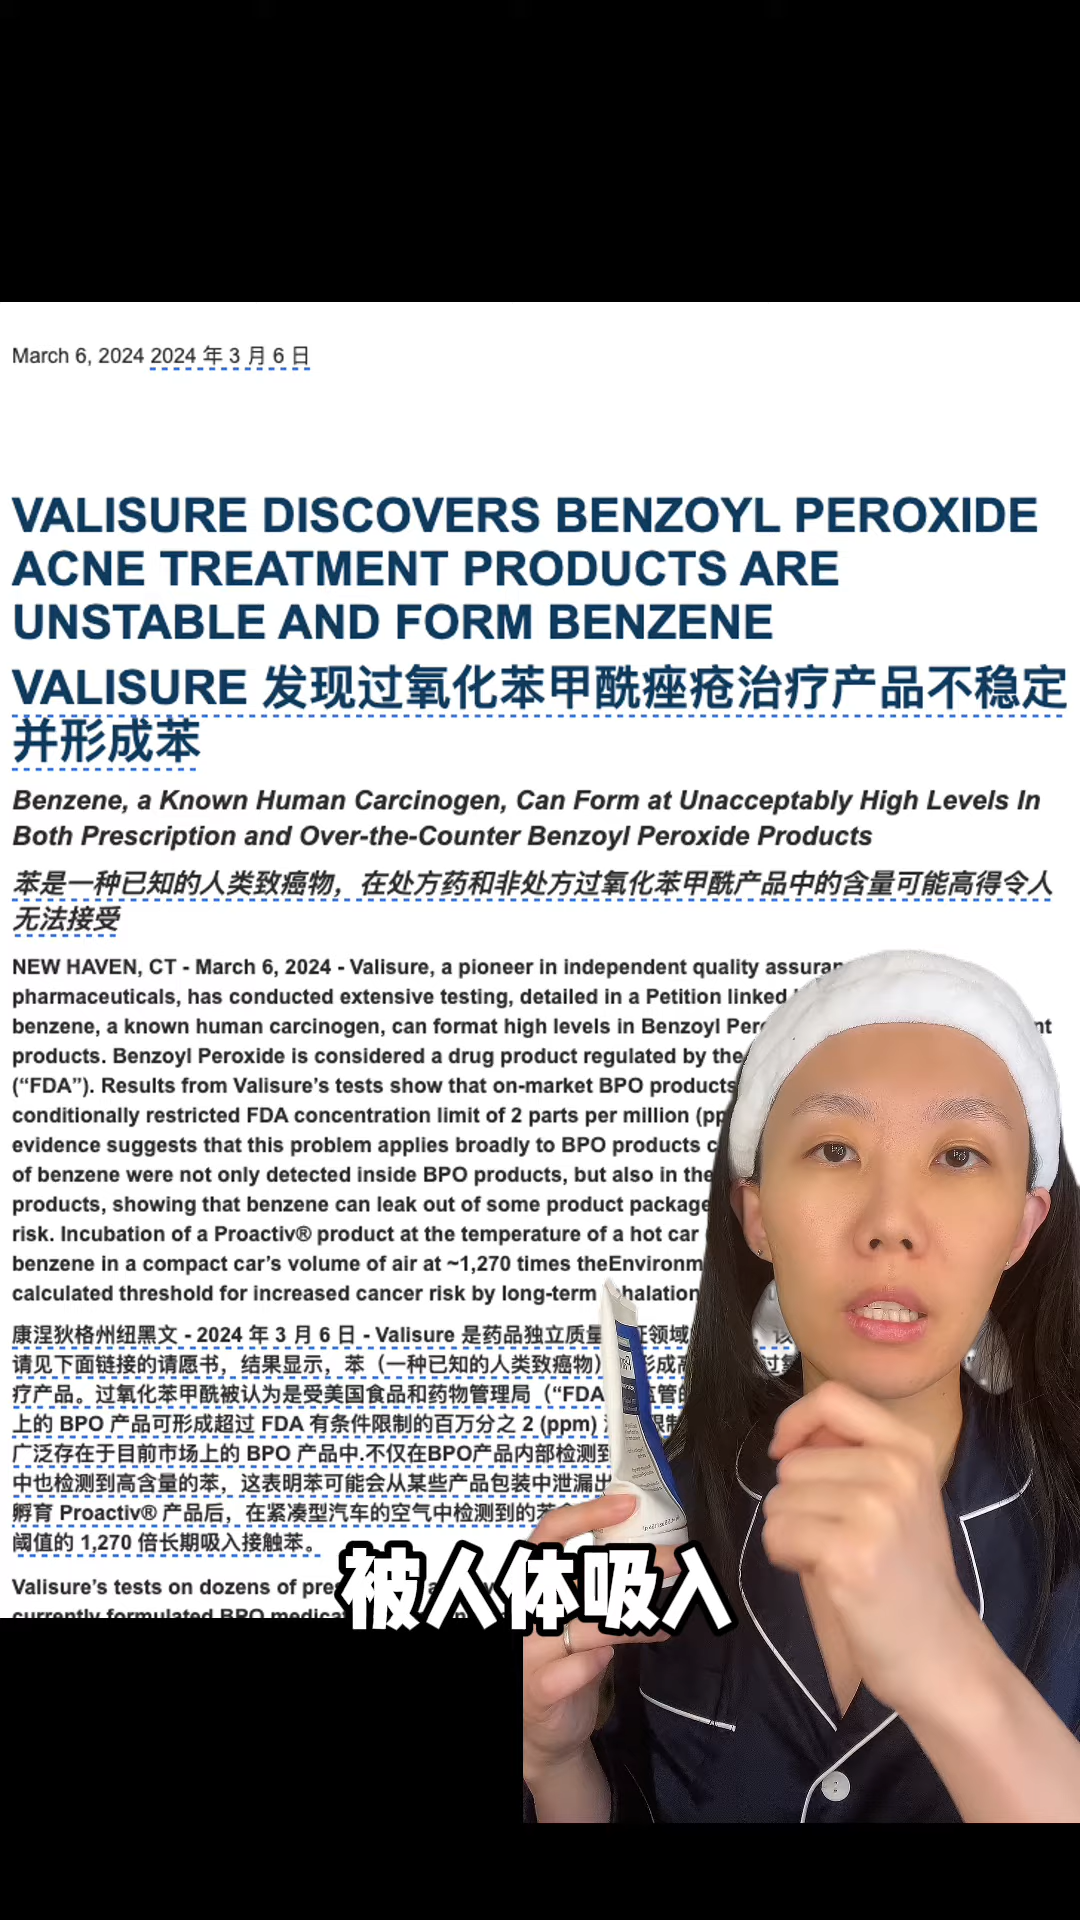 March 6, 2024 2024 年 3 月 6 日
VALISURE DISCOVERS BENZOYL PEROXIDE
ACNE TREATMENT PRODUCTS ARE
UNSTABLE AND FORM BENZENE
VALISURE 发现过氧化苯甲酰痤疮治疗产品不稳定
并形成苯
Benzene, a Known Human Carcinogen, Can Form at Unacceptably High Levels In
Both Prescription and Over-the-Counter Benzoyl Peroxide Products
苯是一种已知的人类致癌物，在处方药和非处方过氧化苯甲酰产品中的含量可能高得令人
无法接受
NEW HAVEN, CT - March 6, 2024 - Valisure, a pioneer in independent quality
pharmaceuticals, has conducted extensive testing, detailed in a Petition linked
benzene, a known human carcinogen, can format high levels in Benzoyl
products. Benzoyl Peroxide is considered a drug product regulated by the
(“FDA”). Results from Valisure’s tests show that on-market BPO products
conditionally restricted FDA concentration limit of 2 parts per million
evidence suggests that this problem applies broadly to BPO products
of benzene were not only detected inside BPO products, but also in the
products, showing that benzene can leak out of some product
risk. Incubation of a Proactiv® product at the temperature of a hot car
benzene in a compact car’s volume of air at ~1,270 times the
calculated threshold for increased cancer risk by long-term
康涅狄格州纽黑文 - 2024 年 3 月 6 日 - Valisure 是药品独立质量 领域
请见下面链接的请愿书，结果显示，苯（一种已知的人类致癌物） 形成高
疗产品。过氧化苯甲酰被认为是受美国食品和药物管理局（“FDA 监管的
上的 BPO 产品可形成超过 FDA 有条件限制的百万分之 2 (ppm) 限制
广泛存在于目前市场上的 BPO 产品中.不仅在BPO产品内部检测到
中也检测到高含量的苯，这表明苯可能会从某些产品包装中泄漏出
孵育 Proactiv® 产品后，在紧凑型汽车的空气中检测到的苯
阈值的 1,270 倍长期吸入接触苯。
Valisure’s tests on dozens of
currently formulated BPO
被人体吸入